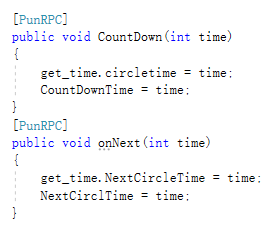 [PunRPC]
public void CountDown(int time)
{
get_time.circletime = time;
CountDownTime = time;
}
[PunRPC]
public void onNext(int time)
{
get_time.NextCircleTime = time;
NextCirclTime = time;
}